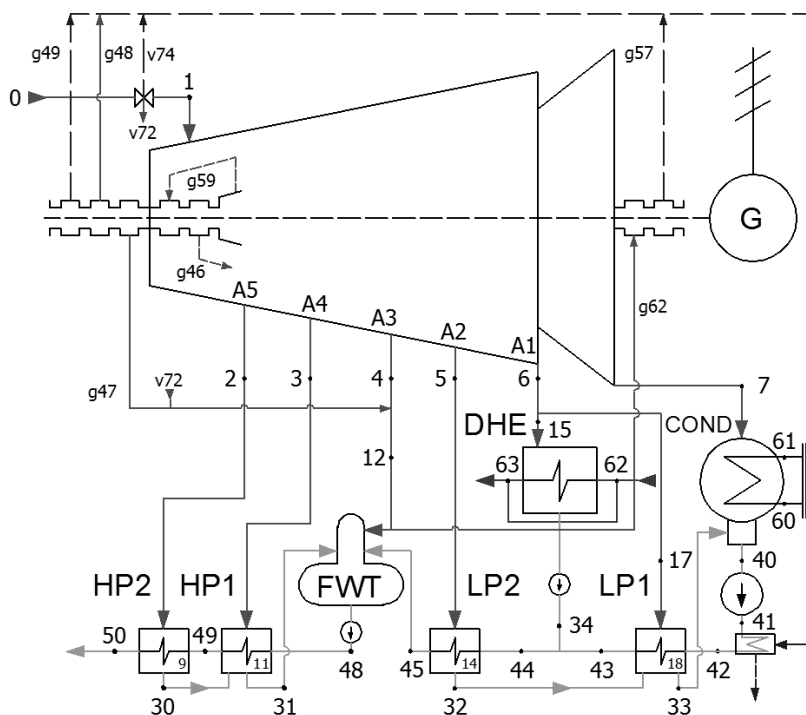 g49
g48
v74
g57
0
1
v72
g59
G
g46
A5
A4
A3
A2
A1
g62
2
3
4
5
6
7
g47
v72
DHE
15
COND
12
63
62
61
60
HP2
HP1
FWT
LP2
LP1
17
40
34
41
50
9
49
11
48
45
14
44
43
18
42
30
31
32
33